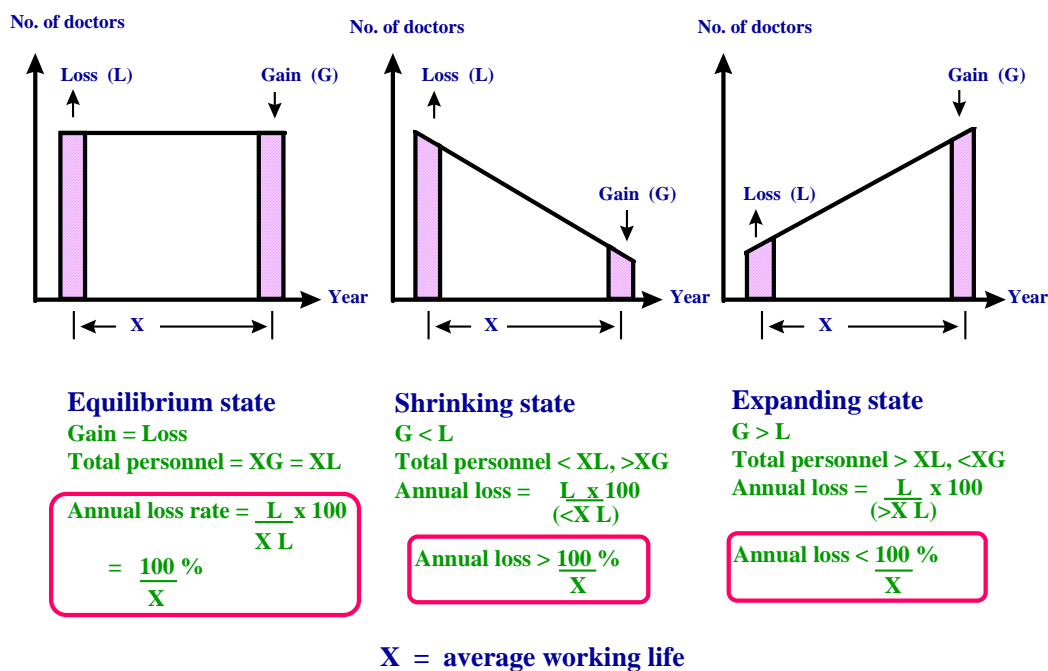 No. of doctors
Loss (L)
Gain (G)
Year
X
Equilibrium state
Gain = Loss
Total personnel = XG = XL
Annual loss rate = L x 100
X L
= 100 %
X
No. of doctors
Loss (L)
Gain (G)
Year
X
Shrinking state
G < L
Total personnel < XL, >XG
Annual loss = L x 100
(<X L)
Annual loss > 100 %
X
No. of doctors
Gain (G)
Loss (L)
Year
X
Expanding state
G > L
Total personnel > XL, <XG
Annual loss = L x 100
(>X L)
Annual loss < 100 %
X
X = average working life